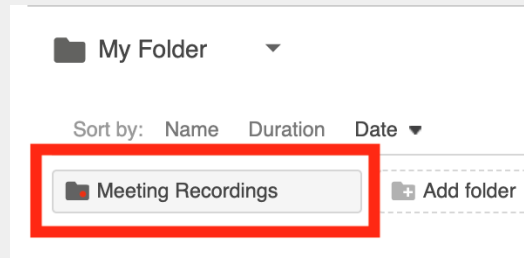 My Folder
Sort by: Name Duration Date
Meeting Recordings Add folder